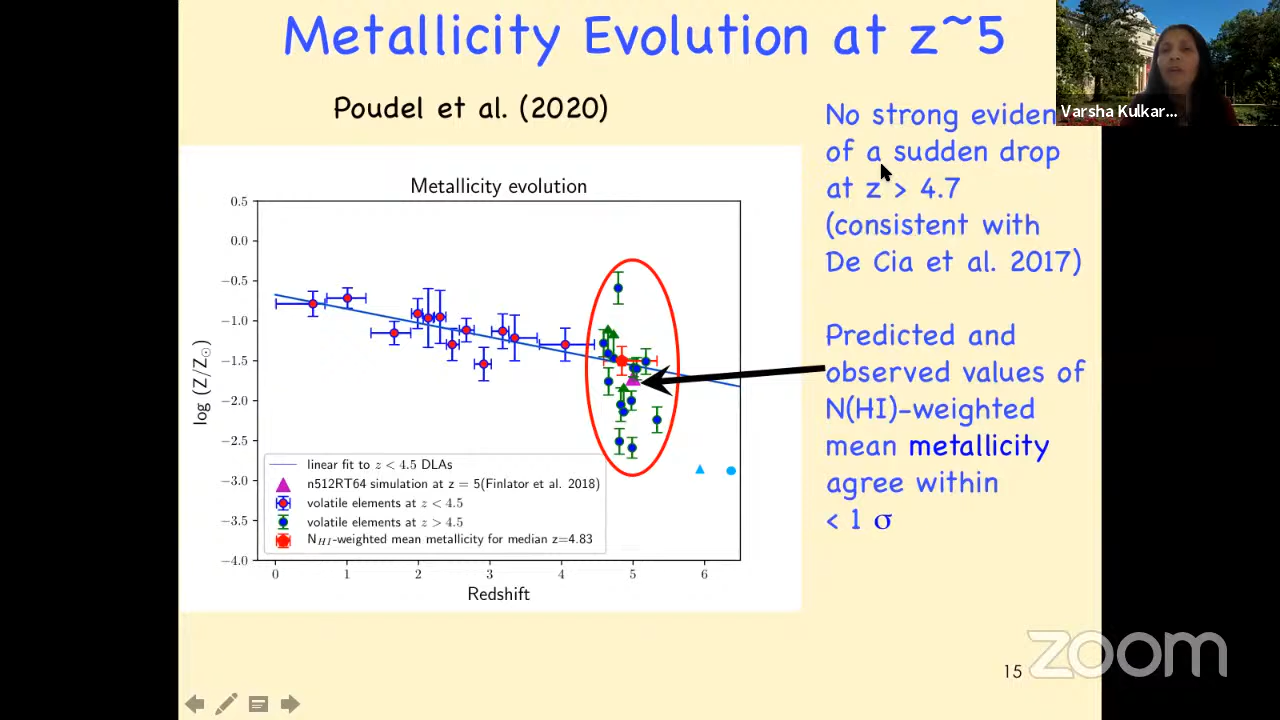 Metallicity Evolution at z~5
Poudel et al. (2020)
Varsha Kulkar...
No strong eviden
of a sudden drop
at z > 4.7
(consistent with
De Cia et al. 2017)
Predicted and
observed values of
N(HI)-weighted
mean metallicity
agree within
< 1 σ
Metallicity evolution
log (Z/Z⊙)
0.5
0.0
−0.5
−1.0
−1.5
−2.0
−2.5
−3.0
−3.5
−4.0
linear fit to z < 4.5 DLAs
n512RT64 simulation at z = 5(Finlator et al. 2018)
volatile elements at z < 4.5
volatile elements at z > 4.5
N_HI-weighted mean metallicity for median z=4.83
0 1 2 3 4 5 6
Redshift
15
zoom